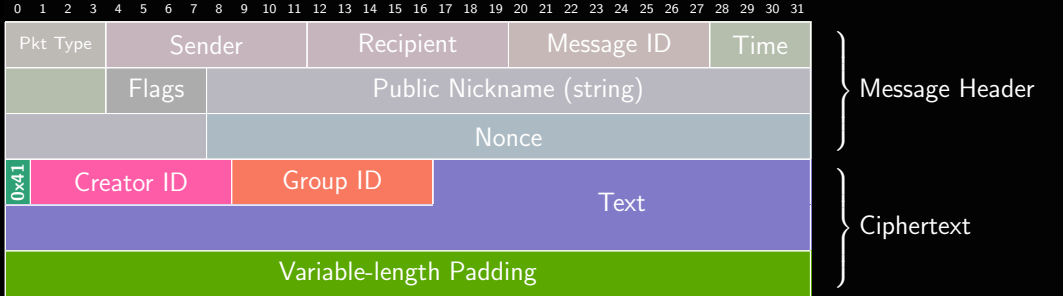 0 1 2 3 4 5 6 7 8 9 10 11 12 13 14 15 16 17 18 19 20 21 22 23 24 25 26 27 28 29 30 31
Pkt Type Sender Recipient Message ID Time
Flags Public Nickname (string) Message Header
Nonce
0x41 Creator ID Group ID Text
Ciphertext
Variable-length Padding